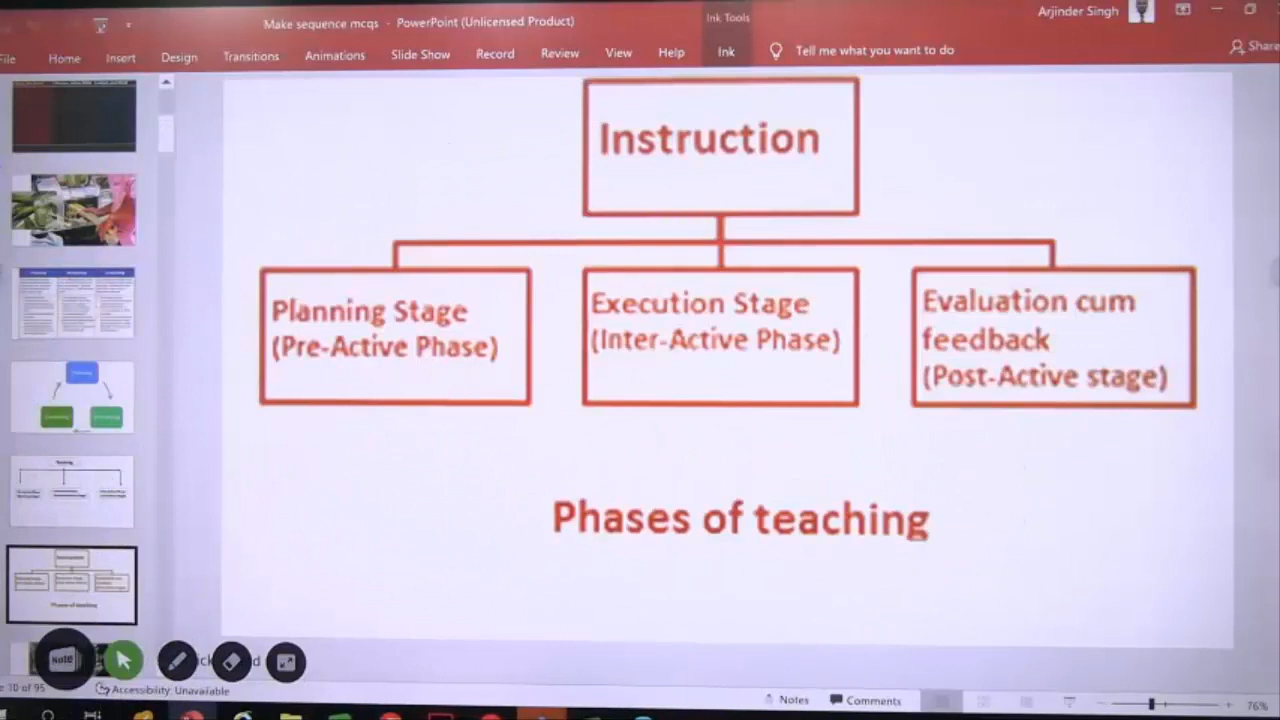 Make sequence mcqs - PowerPoint (Unlicensed Product)
Ink Tools
Arjinder Singh
File
Home
Insert
Design
Transitions
Animations
Slide Show
Record
Review
View
Help
Ink
Tell me what you want to do
Share
Instruction
Planning Stage
(Pre-Active Phase)
Execution Stage
(Inter-Active Phase)
Evaluation cum
feedback
(Post-Active stage)
Phases of teaching
Note
10 of 95
Accessibility: Unavailable
Notes
Comments
76%